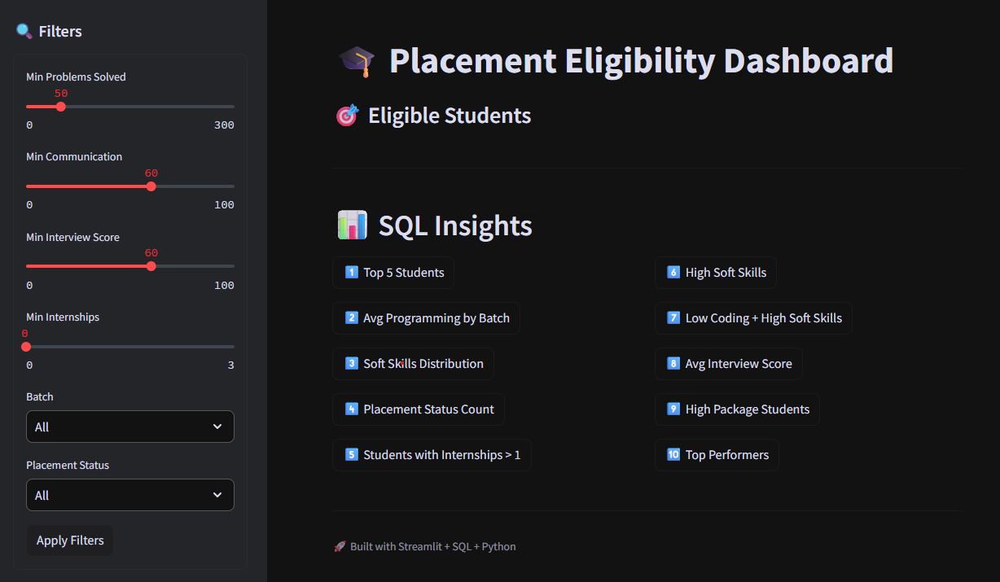 🔍 Filters
Min Problems Solved
50
0 300
Min Communication
60
0 100
Min Interview Score
60
0 100
Min Internships
0
0 3
Batch
All
Placement Status
All
Apply Filters
🎓 Placement Eligibility Dashboard
🎯 Eligible Students
📊 SQL Insights
1️⃣ Top 5 Students
2️⃣ Avg Programming by Batch
3️⃣ Soft Skills Distribution
4️⃣ Placement Status Count
5️⃣ Students with Internships > 1
6️⃣ High Soft Skills
7️⃣ Low Coding + High Soft Skills
8️⃣ Avg Interview Score
9️⃣ High Package Students
🔟 Top Performers
🚀 Built with Streamlit + SQL + Python